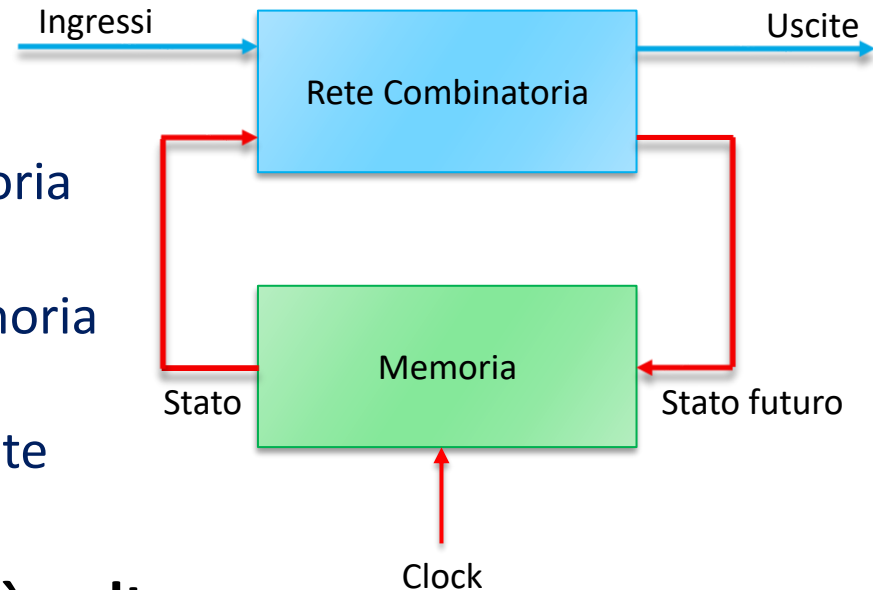 Ingressi
Uscite
Rete Combinatoria
Memoria
Stato
Stato futuro
Clock